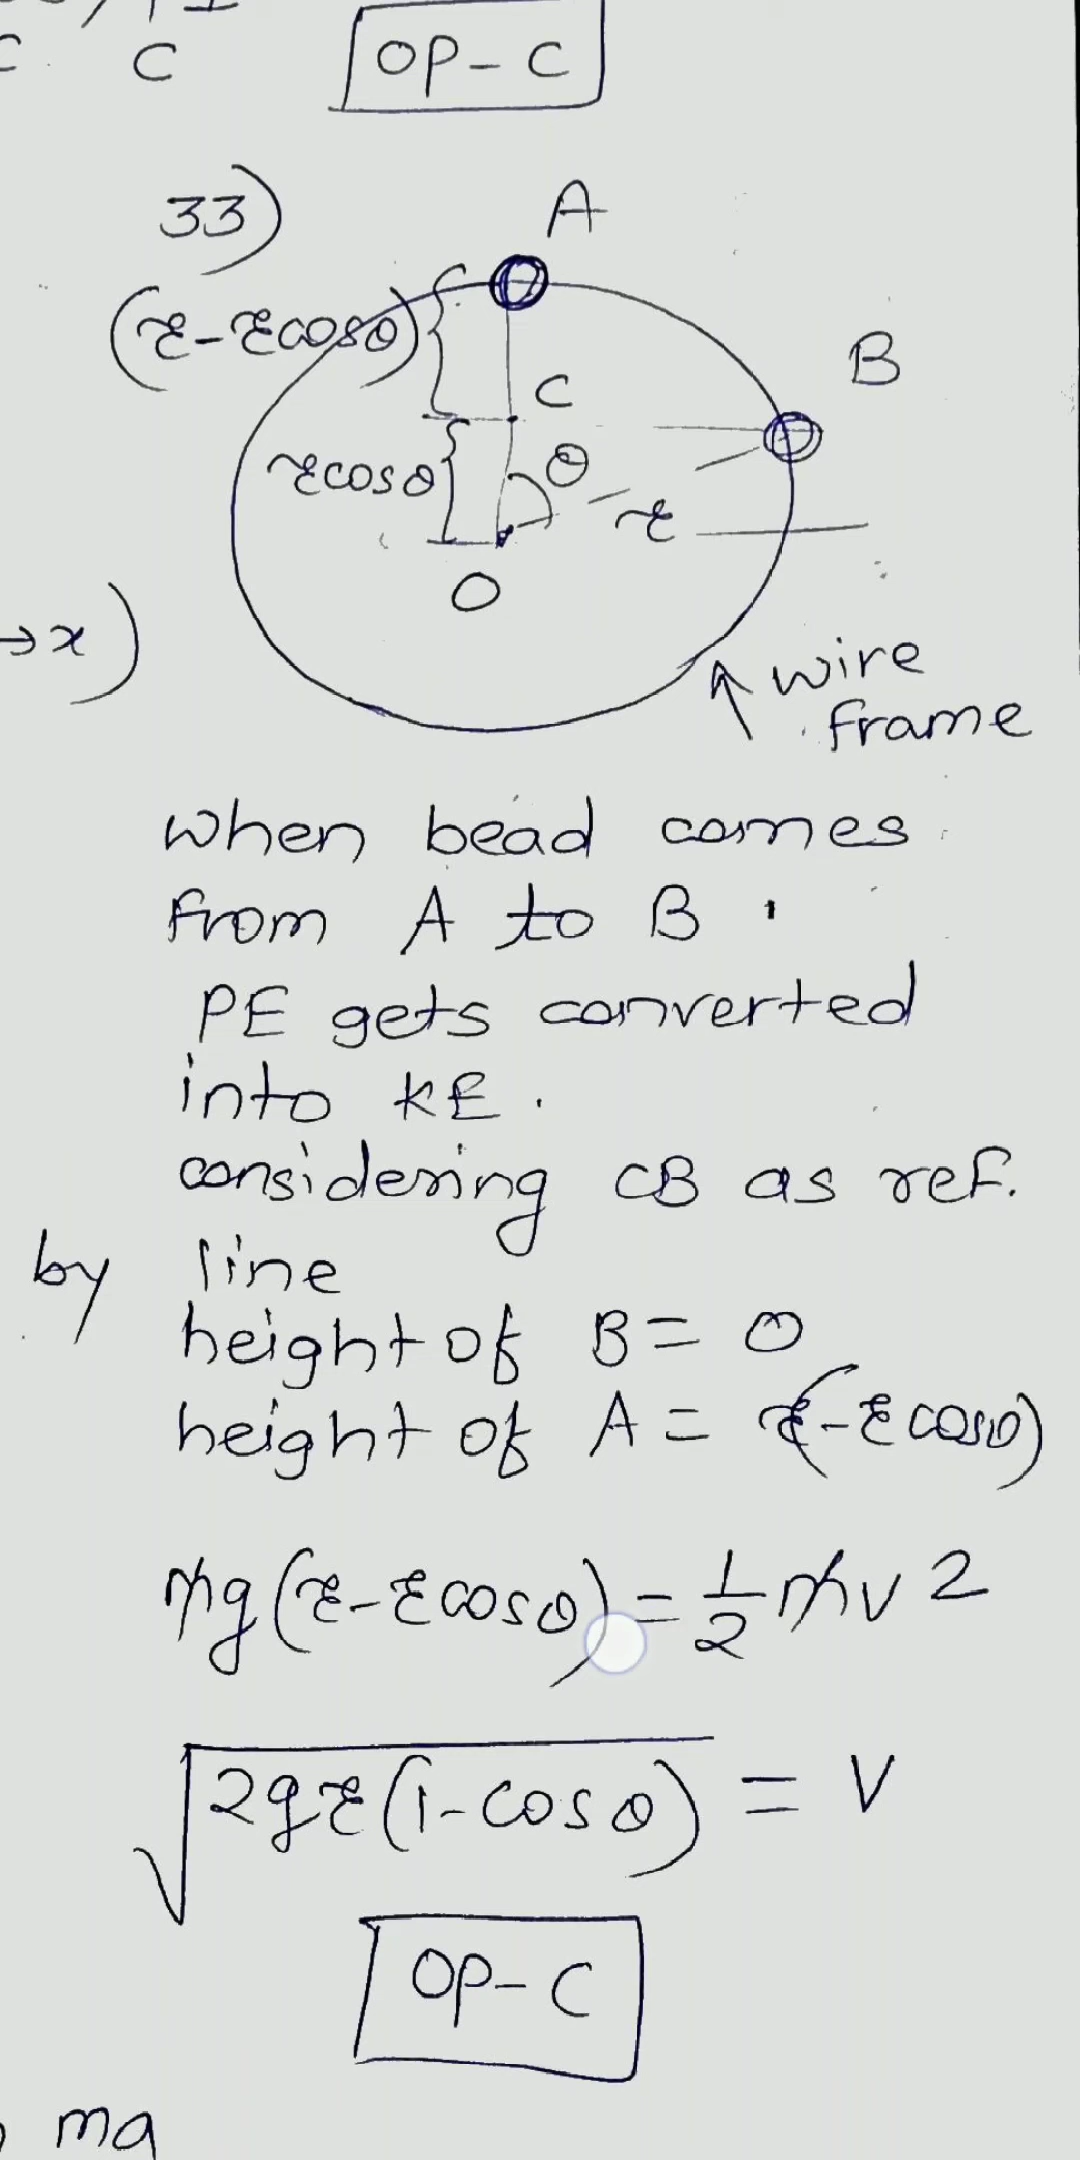 C
OP-C
33)
A
(r-rcosθ)
B
C
rcosθ
θ
r
O
→x)
wire
frame
when bead comes
from A to B.
PE gets converted
into KE.
considering CB as ref.
by line
height of B = 0
height of A = (r-rcosθ)
mg(r-rcosθ) = 1/2 mv2
√2gr(1-cosθ) = V
OP-C
ma